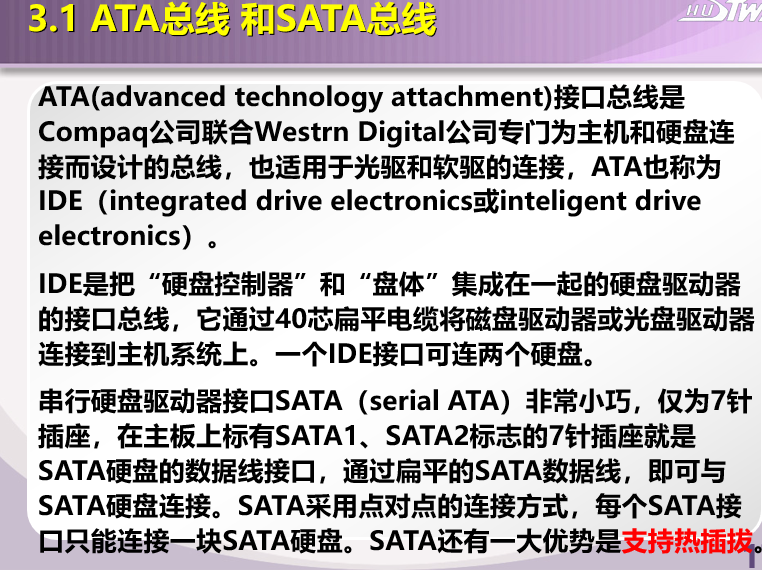 3.1 ATA总线 和SATA总线
ATA(advanced technology attachment)接口总线是
Compaq公司联合Westrn Digital公司专门为主机和硬盘连
接而设计的总线，也适用于光驱和软驱的连接，ATA也称为
IDE（integrated drive electronics或inteligent drive
electronics）。
IDE是把“硬盘控制器”和“盘体”集成在一起的硬盘驱动器
的接口总线，它通过40芯扁平电缆将磁盘驱动器或光盘驱动器
连接到主机系统上。一个IDE接口可连两个硬盘。
串行硬盘驱动器接口SATA（serial ATA）非常小巧，仅为7针
插座，在主板上标有SATA1、SATA2标志的7针插座就是
SATA硬盘的数据线接口，通过扁平的SATA数据线，即可与
SATA硬盘连接。SATA采用点对点的连接方式，每个SATA接
口只能连接一块SATA硬盘。SATA还有一大优势是支持热插拔。
1